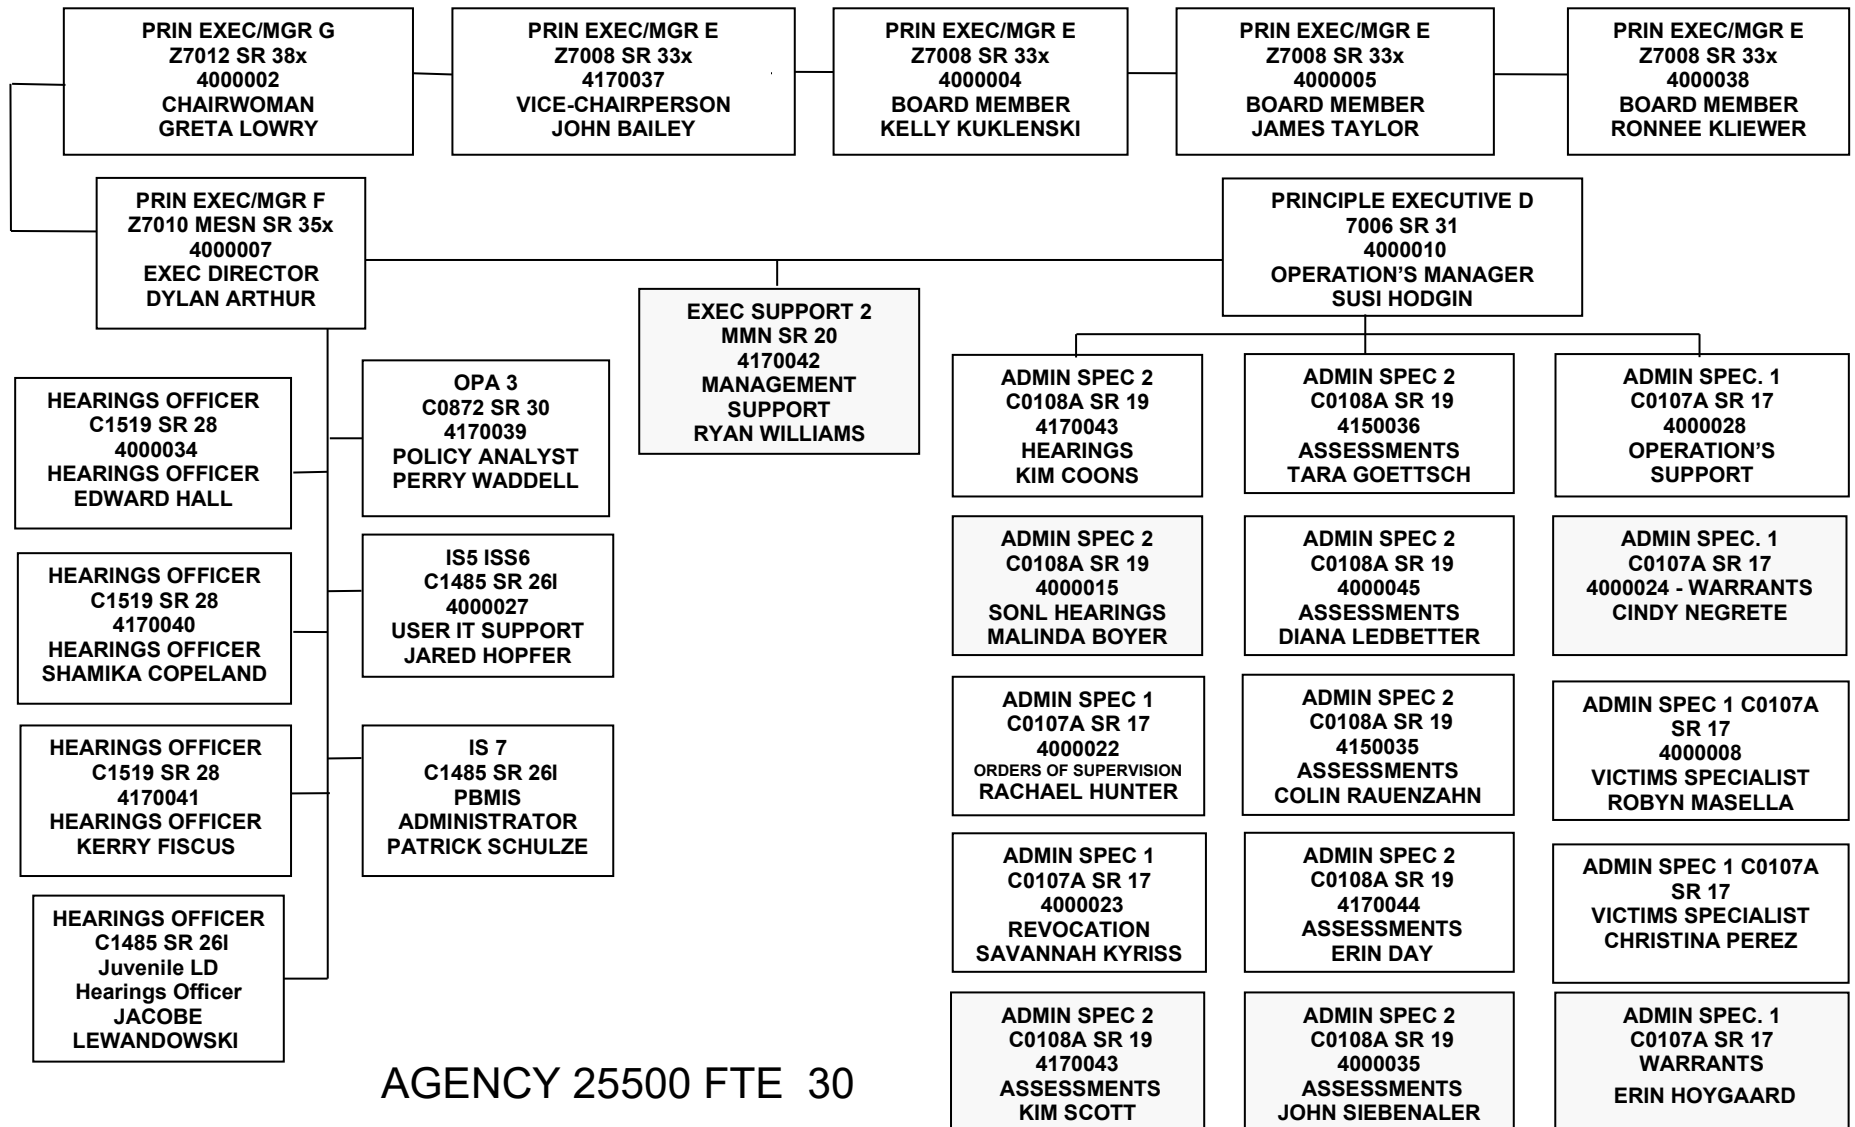 PRIN EXEC/MGR G
Z7012 SR 38x
4000002
CHAIRWOMAN
GRETA LOWRY
PRIN EXEC/MGR E
Z7008 SR 33x
4170037
VICE-CHAIRPERSON
JOHN BAILEY
PRIN EXEC/MGR E
Z7008 SR 33x
4000004
BOARD MEMBER
KELLY KUKLENSKI
PRIN EXEC/MGR E
Z7008 SR 33x
4000005
BOARD MEMBER
JAMES TAYLOR
PRIN EXEC/MGR E
Z7008 SR 33x
4000038
BOARD MEMBER
RONNEE KLIEWER
PRIN EXEC/MGR F
Z7010 MESN SR 35x
4000007
EXEC DIRECTOR
DYLAN ARTHUR
PRINCIPLE EXECUTIVE D
7006 SR 31
4000010
OPERATION’S MANAGER
SUSI HODGIN
EXEC SUPPORT 2
MMN SR 20
4170042
MANAGEMENT
SUPPORT
RYAN WILLIAMS
HEARINGS OFFICER
C1519 SR 28
4000034
HEARINGS OFFICER
EDWARD HALL
HEARINGS OFFICER
C1519 SR 28
4170040
HEARINGS OFFICER
SHAMIKA COPELAND
HEARINGS OFFICER
C1519 SR 28
4170041
HEARINGS OFFICER
KERRY FISCUS
HEARINGS OFFICER
C1485 SR 26I
Juvenile LD
Hearings Officer
JACOBE
LEWANDOWSKI
OPA 3
C0872 SR 30
4170039
POLICY ANALYST
PERRY WADDELL
IS5 ISS6
C1485 SR 26I
4000027
USER IT SUPPORT
JARED HOPFER
IS 7
C1485 SR 26I
PBMIS
ADMINISTRATOR
PATRICK SCHULZE
ADMIN SPEC 2
C0108A SR 19
4170043
HEARINGS
KIM COONS
ADMIN SPEC 2
C0108A SR 19
4000015
SONL HEARINGS
MALINDA BOYER
ADMIN SPEC 1
C0107A SR 17
4000022
ORDERS OF SUPERVISION
RACHAEL HUNTER
ADMIN SPEC 1
C0107A SR 17
4000023
REVOCATION
SAVANNAH KYRISS
ADMIN SPEC 2
C0108A SR 19
4170043
ASSESSMENTS
KIM SCOTT
ADMIN SPEC 2
C0108A SR 19
4150036
ASSESSMENTS
TARA GOETTSCH
ADMIN SPEC 2
C0108A SR 19
4000045
ASSESSMENTS
DIANA LEDBETTER
ADMIN SPEC 2
C0108A SR 19
4150035
ASSESSMENTS
COLIN RAUENZAHN
ADMIN SPEC 2
C0108A SR 19
4170044
ASSESSMENTS
ERIN DAY
ADMIN SPEC 2
C0108A SR 19
4000035
ASSESSMENTS
JOHN SIEBENALER
ADMIN SPEC. 1
C0107A SR 17
4000028
OPERATION’S
SUPPORT
ADMIN SPEC. 1
C0107A SR 17
4000024 - WARRANTS
CINDY NEGRETE
ADMIN SPEC 1 C0107A
SR 17
4000008
VICTIMS SPECIALIST
ROBYN MASELLA
ADMIN SPEC 1 C0107A
SR 17
VICTIMS SPECIALIST
CHRISTINA PEREZ
ADMIN SPEC. 1
C0107A SR 17
WARRANTS
ERIN HOYGAARD
AGENCY 25500 FTE 30